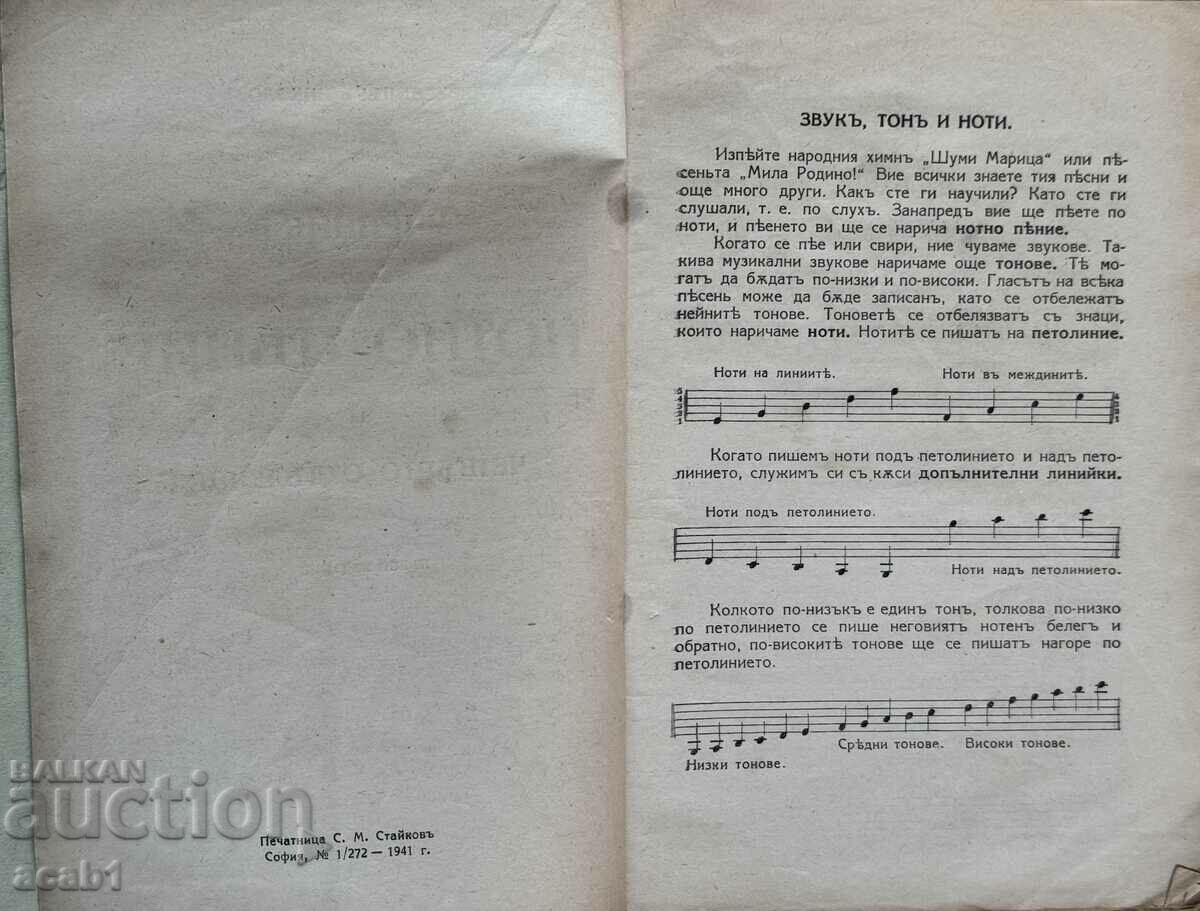 Печатница С. М. Стайковъ
София, № 1/272 — 1941 г.
ЗВУКЪ, ТОНЪ И НОТИ.
Изпѣйте народния химнъ „Шуми Марица“ или пѣ-
сеньта „Мила Родино!“ Вие всички знаете тия пѣсни и
още много други. Какъ сте ги научили? Като сте ги
слушали, т. е. по слухъ. Занапредъ вие ще пѣете по
ноти, и пѣенето ви ще се нарича нотно пѣние.
Когато се пѣе или свири, ние чуваме звукове. Та-
кива музикални звукове наричаме още тонове. Тѣ мо-
гатъ да бѫдатъ по-низки и по-високи. Гласътъ на всѣка
пѣсень може да бѫде записанъ, като се отбележатъ
нейнитѣ тонове. Тоноветѣ се отбелязватъ съ знаци,
които наричаме ноти. Нотитѣ се пишатъ на петолиние.
Ноти на линиитѣ. Ноти въ междинитѣ.
5
4
3
2
1
Когато пишемъ ноти подъ петолинието и надъ пето-
линието, служимъ си съ кѫси допълнителни линийки.
Ноти подъ петолинието.
Ноти надъ петолинието.
Колкото по-низъкъ е единъ тонъ, толкова по-низко
по петолинието се пише неговиятъ нотенъ белегъ и
обратно, по-високитѣ тонове ще се пишатъ нагоре по
петолинието.
Срѣдни тонове. Високи тонове.
Низки тонове.
BALKAN
auction
acab1